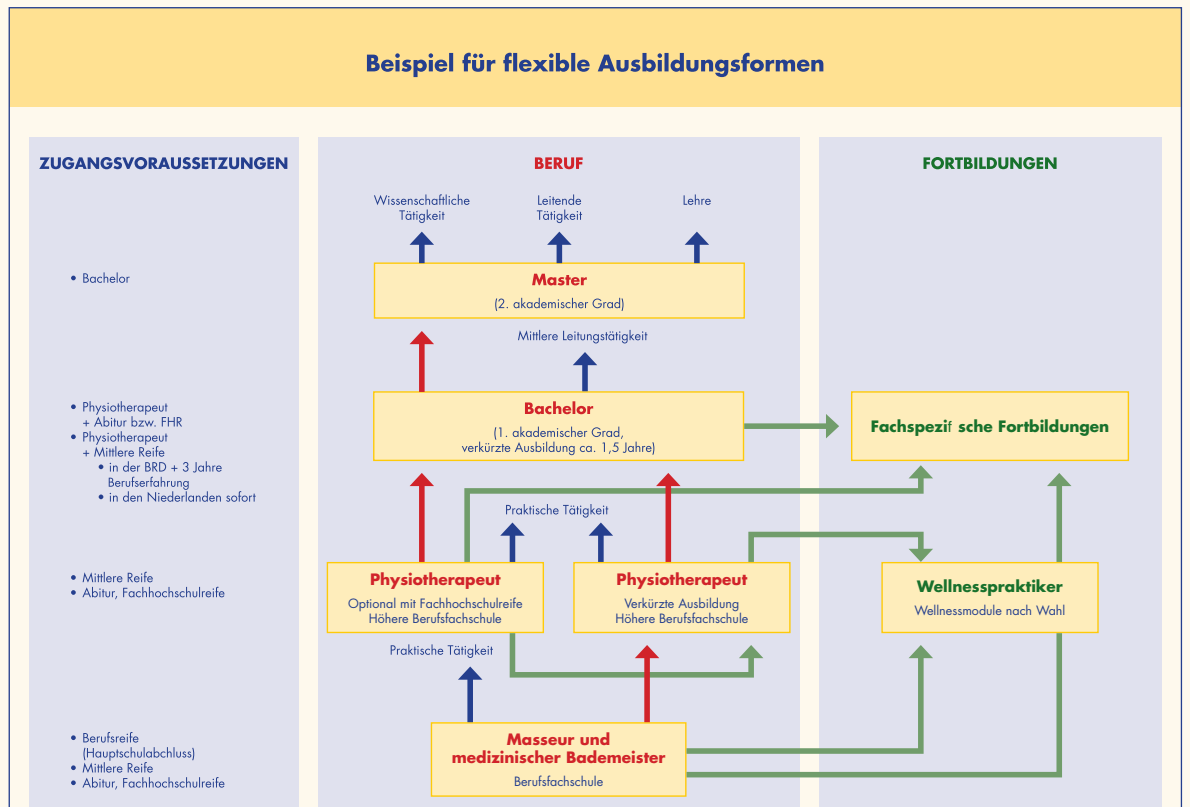 Beispiel für flexible Ausbildungsformen
ZUGANGSVORAUSSETZUNGEN
• Bachelor
• Physiotherapeut
+ Abitur bzw. FHR
• Physiotherapeut
+ Mittlere Reife
• in der BRD + 3 Jahre
Berufserfahrung
• in den Niederlanden sofort
• Mittlere Reife
• Abitur, Fachhochschulreife
• Berufsreife
(Hauptschulabchluss)
• Mittlere Reife
• Abitur, Fachhochschulreife
BERUF
Wissenschaftliche
Tätigkeit
Leitende
Tätigkeit
Lehre
Master
(2. akademischer Grad)
Mittlere Leitungstätigkeit
Bachelor
(1. akademischer Grad,
verkürzte Ausbildung ca. 1,5 Jahre)
Praktische Tätigkeit
Physiotherapeut
Optional mit Fachhochschulreife
Höhere Berufsfachschule
Physiotherapeut
Verkürzte Ausbildung
Höhere Berufsfachschule
Praktische Tätigkeit
Masseur und
medizinischer Bademeister
Berufsfachschule
FORTBILDUNGEN
Fachspezif sche Fortbildungen
Wellnesspraktiker
Wellnessmodule nach Wahl